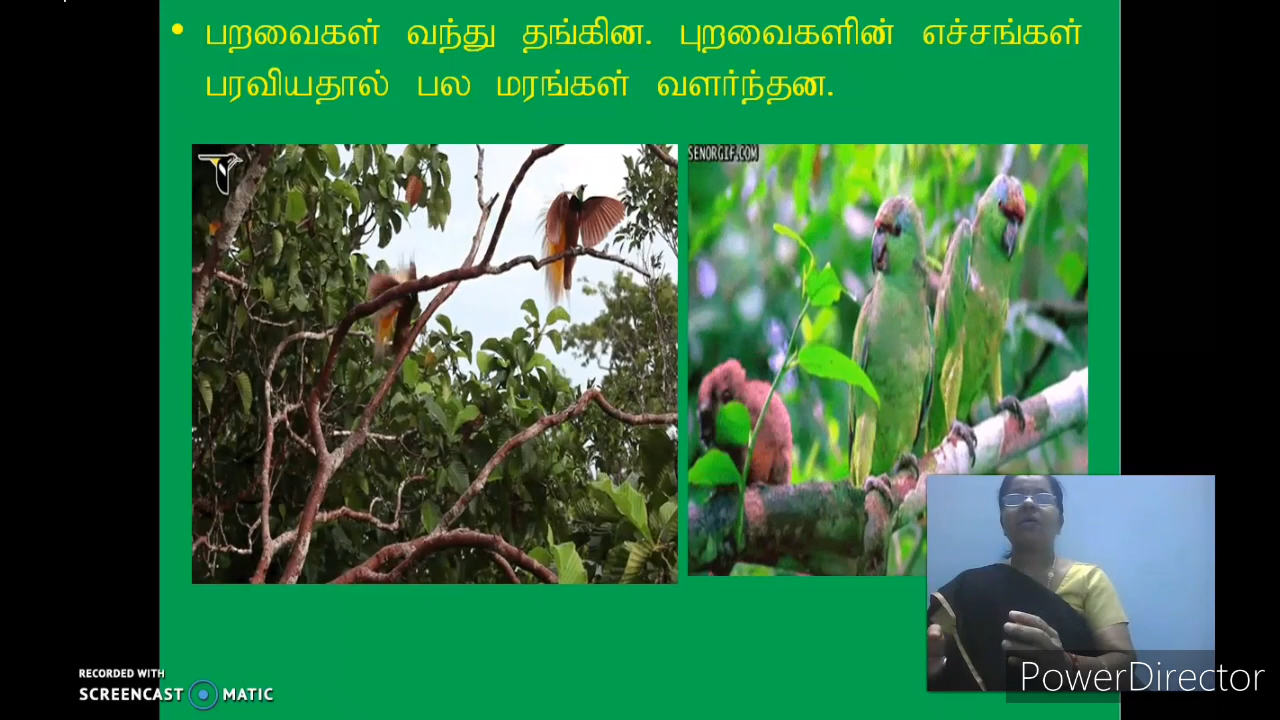 • பறவைகள் வந்து தங்கின. புறவைகளின் எச்சங்கள்
பரவியதால் பல மரங்கள் வளர்ந்தன.
SENORGIF.COM
RECORDED WITH
SCREENCAST MATIC
PowerDirector